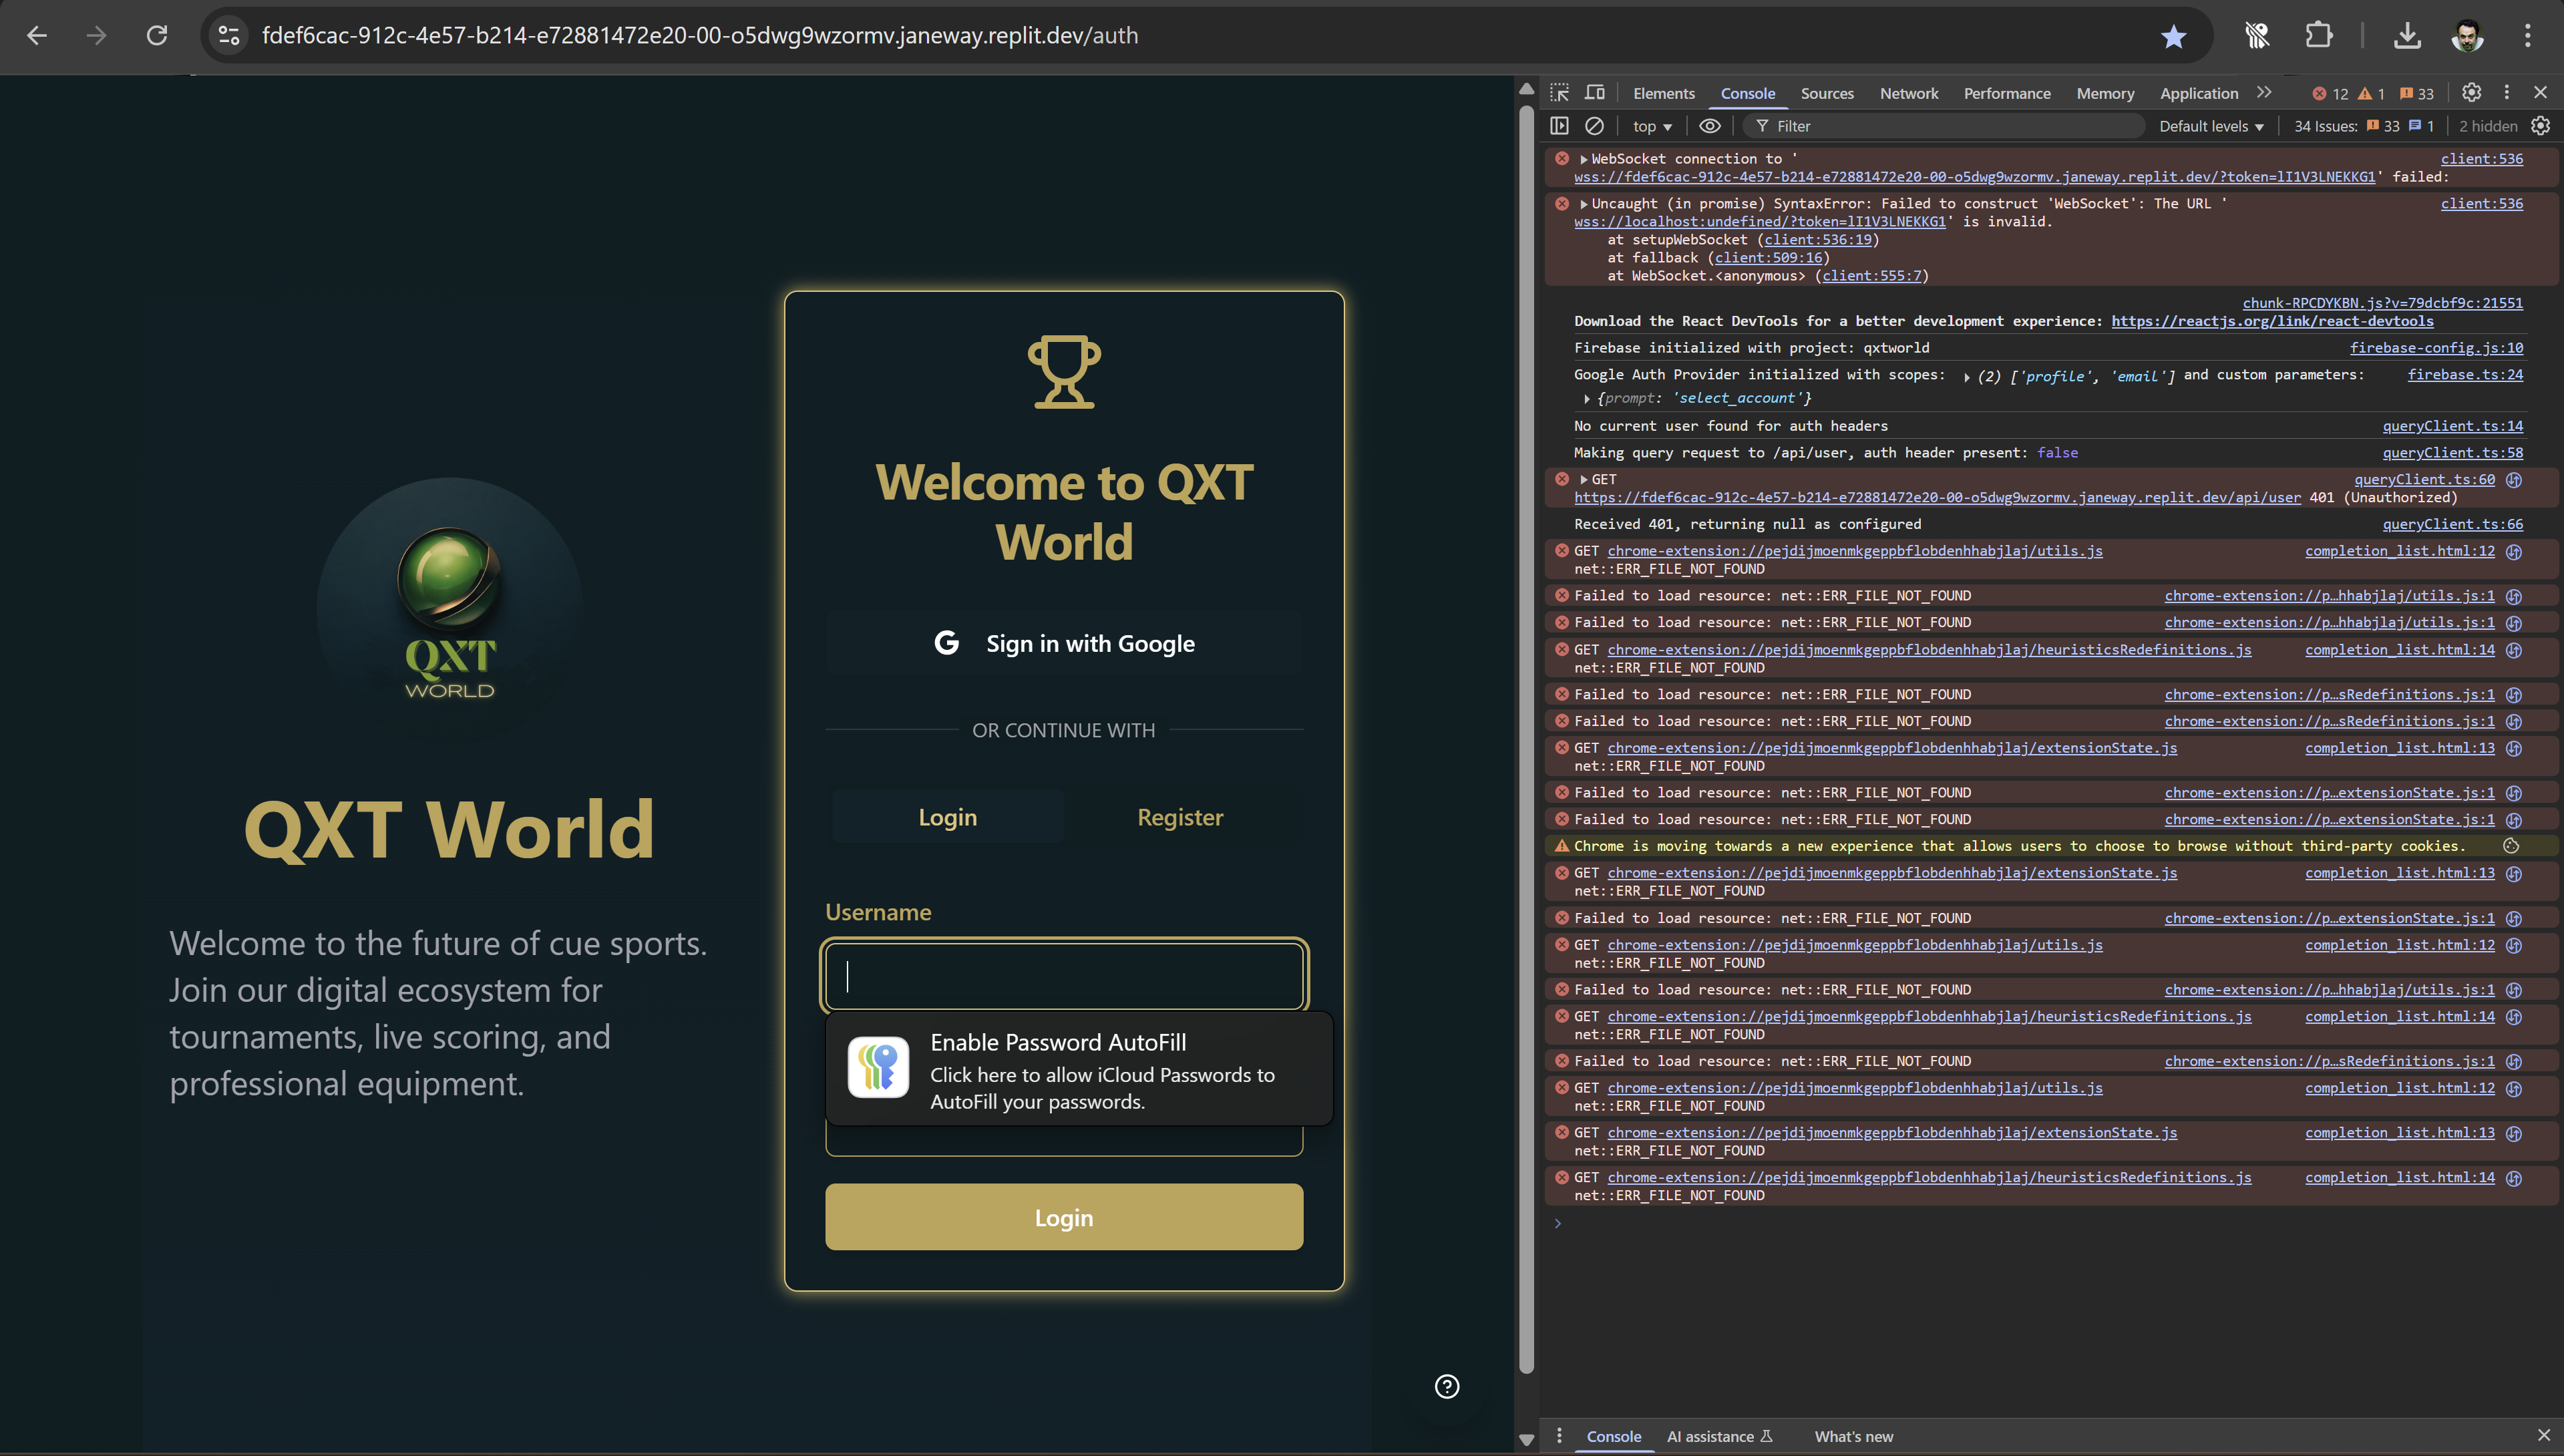 fdef6cac-912c-4e57-b214-e72881472e20-00-o5dwg9wzormv.janeway.replit.dev/auth
QXT
WORLD
QXT World
Welcome to the future of cue sports.
Join our digital ecosystem for
tournaments, live scoring, and
professional equipment.
Welcome to QXT
World
G Sign in with Google
OR CONTINUE WITH
Login Register
Username
Enable Password AutoFill
Click here to allow iCloud Passwords to
AutoFill your passwords.
Login
Elements Console Sources Network Performance Memory Application 12 1 33
top Filter Default levels 34 Issues: 33 1 2 hidden
WebSocket connection to ' client:536
wss://fdef6cac-912c-4e57-b214-e72881472e20-00-o5dwg9wzormv.janeway.replit.dev/?token=lI1V3LNEKKG1' failed:
Uncaught (in promise) SyntaxError: Failed to construct 'WebSocket': The URL ' client:536
wss://localhost:undefined/?token=lI1V3LNEKKG1' is invalid.
at setupWebSocket (client:536:19)
at fallback (client:509:16)
at WebSocket.<anonymous> (client:555:7)
chunk-RPCDYKBN.js?v=79dcbf9c:21551
Download the React DevTools for a better development experience: https://reactjs.org/link/react-devtools
Firebase initialized with project: qxtworld firebase-config.js:10
Google Auth Provider initialized with scopes: (2) ['profile', 'email'] and custom parameters: firebase.ts:24
{prompt: 'select_account'}
No current user found for auth headers queryClient.ts:14
Making query request to /api/user, auth header present: false queryClient.ts:58
GET queryClient.ts:60
https://fdef6cac-912c-4e57-b214-e72881472e20-00-o5dwg9wzormv.janeway.replit.dev/api/user 401 (Unauthorized)
Received 401, returning null as configured queryClient.ts:66
GET chrome-extension://pejdijmoenmkgeppbflobdenhhabjlaj/utils.js completion_list.html:12
net::ERR_FILE_NOT_FOUND
Failed to load resource: net::ERR_FILE_NOT_FOUND chrome-extension://p…hhabjlaj/utils.js:1
Failed to load resource: net::ERR_FILE_NOT_FOUND chrome-extension://p…hhabjlaj/utils.js:1
GET chrome-extension://pejdijmoenmkgeppbflobdenhhabjlaj/heuristicsRedefinitions.js completion_list.html:14
net::ERR_FILE_NOT_FOUND
Failed to load resource: net::ERR_FILE_NOT_FOUND chrome-extension://p…sRedefinitions.js:1
Failed to load resource: net::ERR_FILE_NOT_FOUND chrome-extension://p…sRedefinitions.js:1
GET chrome-extension://pejdijmoenmkgeppbflobdenhhabjlaj/extensionState.js completion_list.html:13
net::ERR_FILE_NOT_FOUND
Failed to load resource: net::ERR_FILE_NOT_FOUND chrome-extension://p…extensionState.js:1
Failed to load resource: net::ERR_FILE_NOT_FOUND chrome-extension://p…extensionState.js:1
Chrome is moving towards a new experience that allows users to choose to browse without third-party cookies.
GET chrome-extension://pejdijmoenmkgeppbflobdenhhabjlaj/extensionState.js completion_list.html:13
net::ERR_FILE_NOT_FOUND
Failed to load resource: net::ERR_FILE_NOT_FOUND chrome-extension://p…extensionState.js:1
GET chrome-extension://pejdijmoenmkgeppbflobdenhhabjlaj/utils.js completion_list.html:12
net::ERR_FILE_NOT_FOUND
Failed to load resource: net::ERR_FILE_NOT_FOUND chrome-extension://p…hhabjlaj/utils.js:1
GET chrome-extension://pejdijmoenmkgeppbflobdenhhabjlaj/heuristicsRedefinitions.js completion_list.html:14
net::ERR_FILE_NOT_FOUND
Failed to load resource: net::ERR_FILE_NOT_FOUND chrome-extension://p…sRedefinitions.js:1
GET chrome-extension://pejdijmoenmkgeppbflobdenhhabjlaj/utils.js completion_list.html:12
net::ERR_FILE_NOT_FOUND
GET chrome-extension://pejdijmoenmkgeppbflobdenhhabjlaj/extensionState.js completion_list.html:13
net::ERR_FILE_NOT_FOUND
GET chrome-extension://pejdijmoenmkgeppbflobdenhhabjlaj/heuristicsRedefinitions.js completion_list.html:14
net::ERR_FILE_NOT_FOUND
Console AI assistance What's new